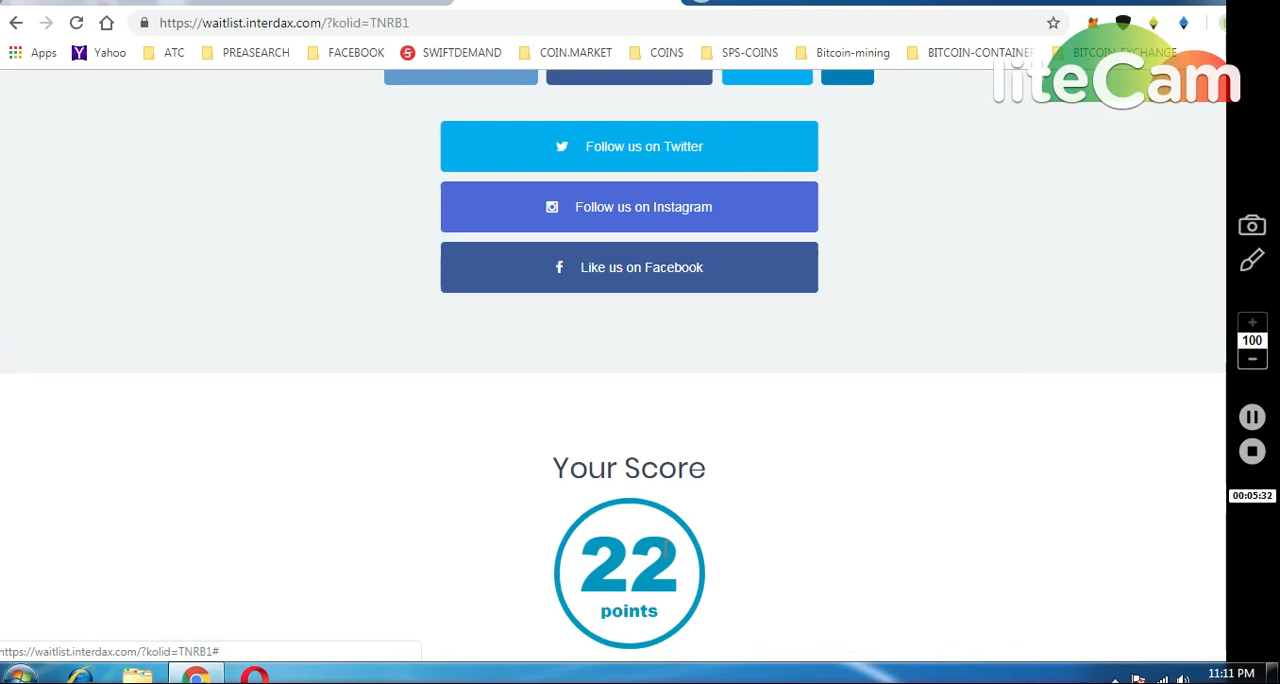 https://waitlist.interdax.com/?kolid=TNRB1
Apps Yahoo ATC PREASEARCH FACEBOOK SWIFTDEMAND COIN.MARKET COINS SPS-COINS Bitcoin-mining BITCOIN-CONTAINER BITCOIN-EXCHANGE
liteCam
Follow us on Twitter
Follow us on Instagram
Like us on Facebook
100
00:05:32
Your Score
22
points
https://waitlist.interdax.com/?kolid=TNRB1#
11:11 PM